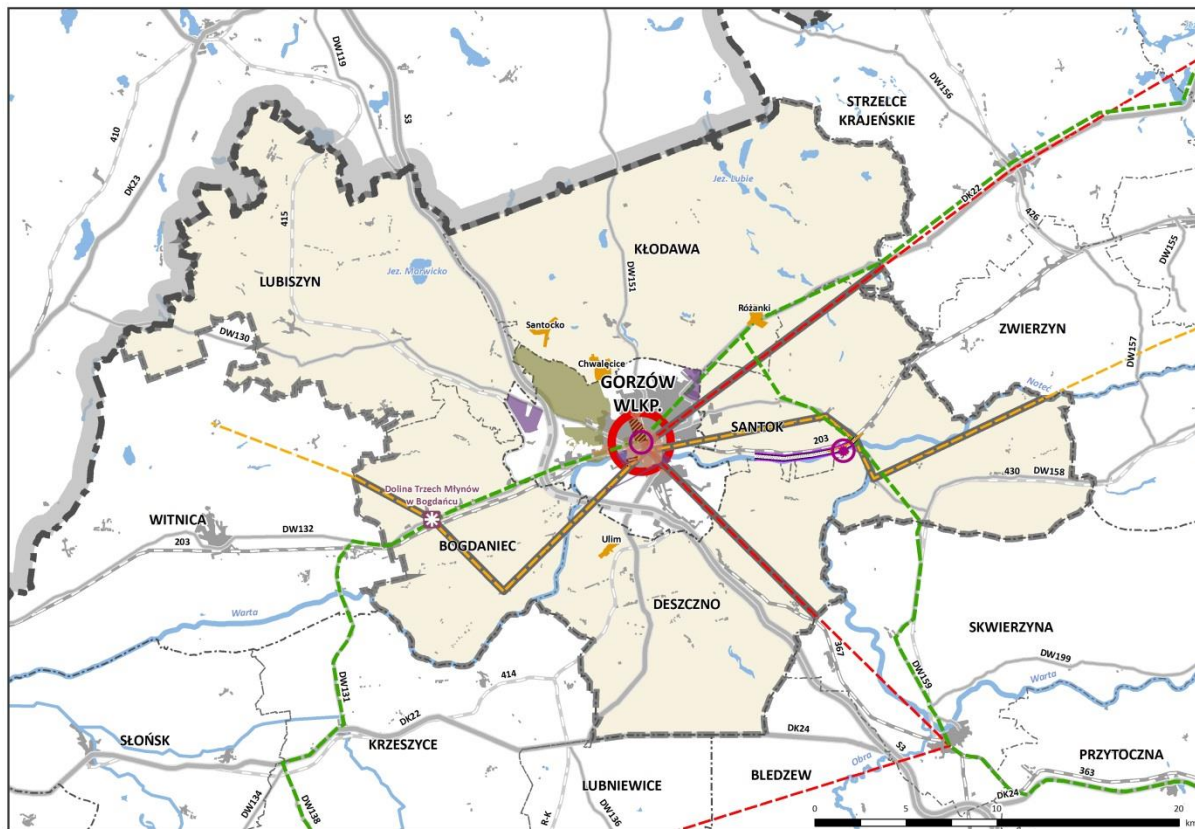 DW119
S3
410
DK23
415
DW156
STRZELCE
KRAJEŃSKIE
Jez. Lubie
DK22
426
DW155
KŁODAWA
Jez. Marwicko
LUBISZYN
DW151
Różanki
Santocko
ZWIERZYN
DW130
Chwalęcice
DW157
GORZÓW
WLKP.
Noteć
SANTOK
203
430
DW158
Dolina Trzech Młynów
w Bogdańcu
WITNICA
DW132
203
BOGDANIEC
Ulim
DESZCZNO
Warta
SKWIERZYNA
367
DW199
DW159
Warta
414
DW131
DK22
SŁOŃSK
KRZESZYCE
DK24
S3
Obra
PRZYTOCZNA
363
BLEDZEW
LUBNIEWICE
DW134
DW138
R-K
DW136
DK24
0 5 10 20
km